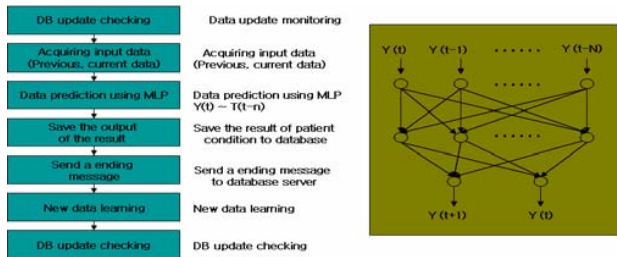 DB update checking
Data update monitoring
Acquiring input data
(Previous, current data)
Acquiring input data
(Previous, current data)
Data prediction using MLP
Data prediction using MLP
Y(t) ~ T(t-n)
Save the output
of the result
Save the result of patient
condition to database
Send a ending
message
Send a ending message
to database server
New data learning
New data learning
DB update checking
DB update checking
Y(t)
Y(t-1)
......
Y(t-N)
......
......
Y(t+1)
Y(t)